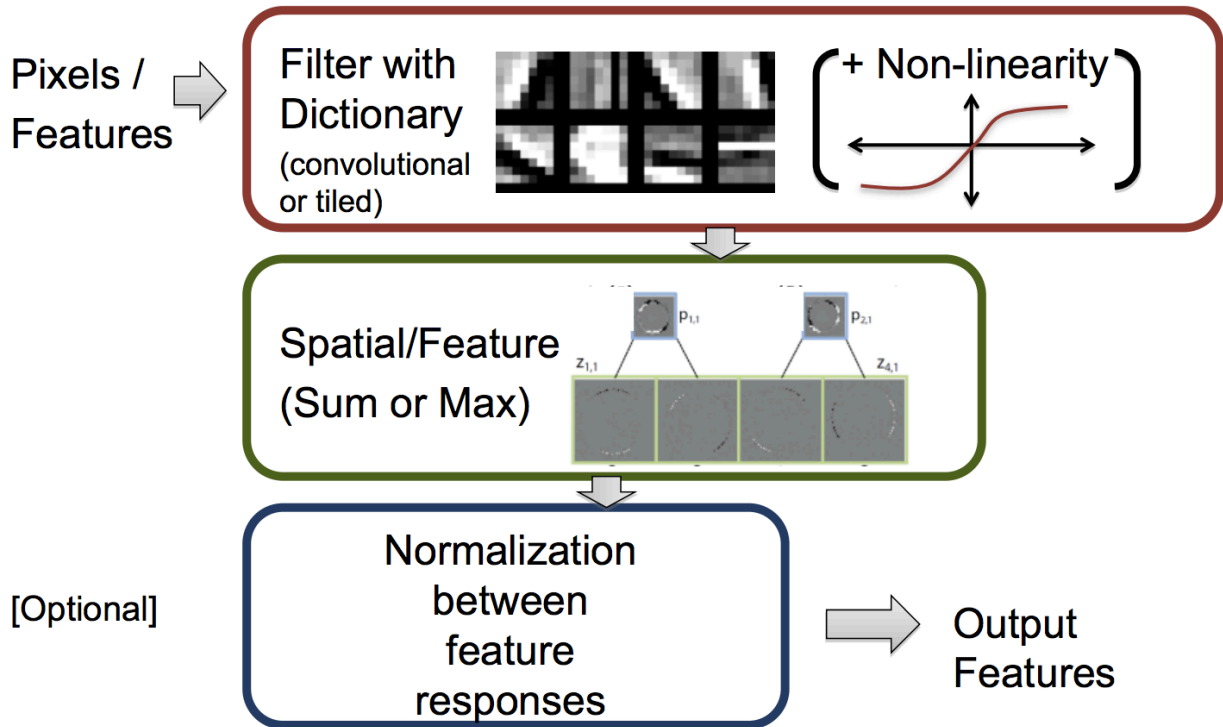 Pixels /
Features
Filter with
Dictionary
(convolutional
or tiled)
+ Non-linearity
Spatial/Feature
(Sum or Max)
p1,1
p2,1
z1,1
z4,1
[Optional]
Normalization
between
feature
responses
Output
Features